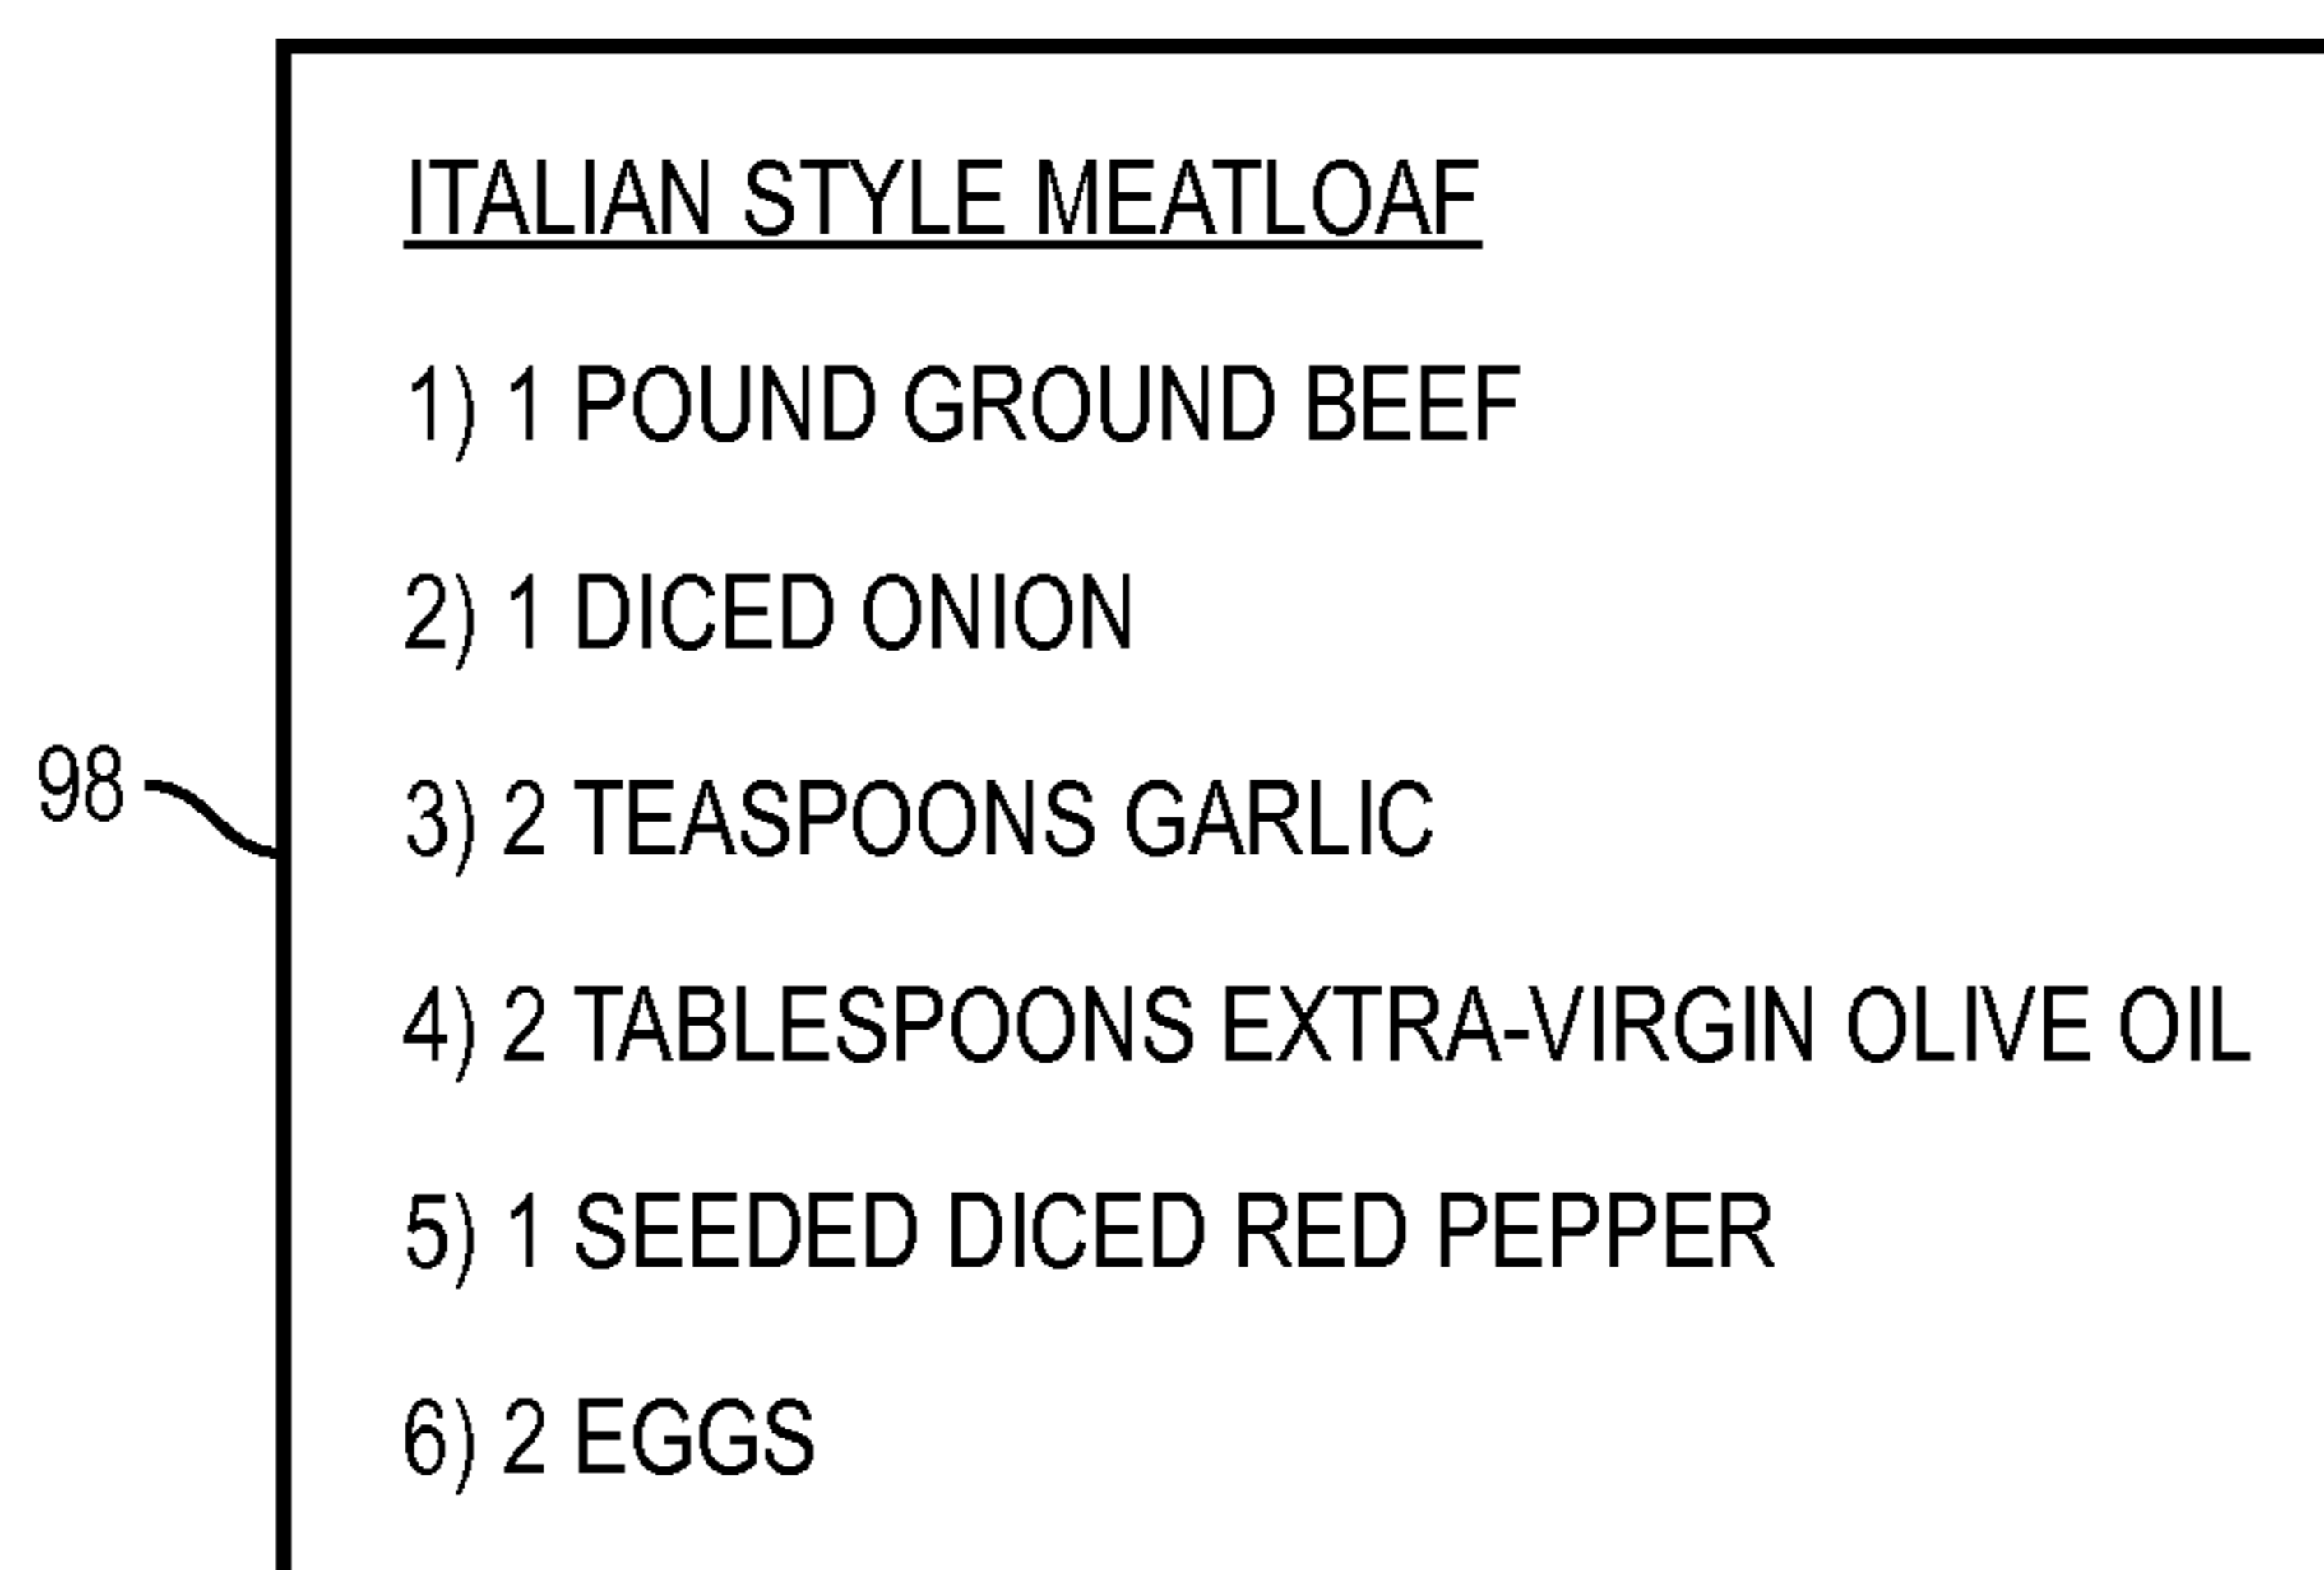 ITALIAN STYLE MEATLOAF
1) 1 POUND GROUND BEEF
2) 1 DICED ONION
98
3) 2 TEASPOONS GARLIC
4) 2 TABLESPOONS EXTRA-VIRGIN OLIVE OIL
5) 1 SEEDED DICED RED PEPPER
6) 2 EGGS